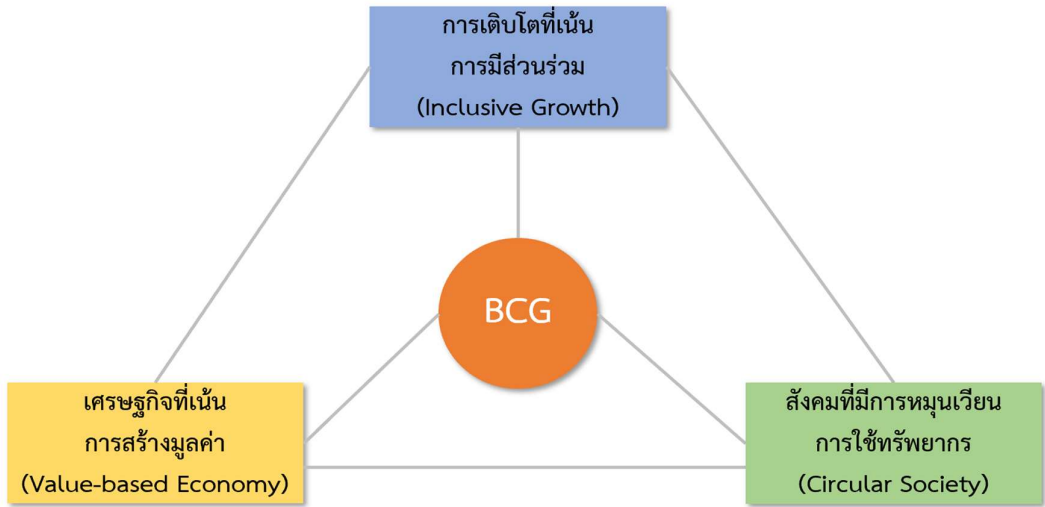 การเติบโตที่เน้น
การมีส่วนร่วม
(Inclusive Growth)
BCG
เศรษฐกิจที่เน้น
การสร้างมูลค่า
(Value-based Economy)
สังคมที่มีการหมุนเวียน
การใช้ทรัพยากร
(Circular Society)